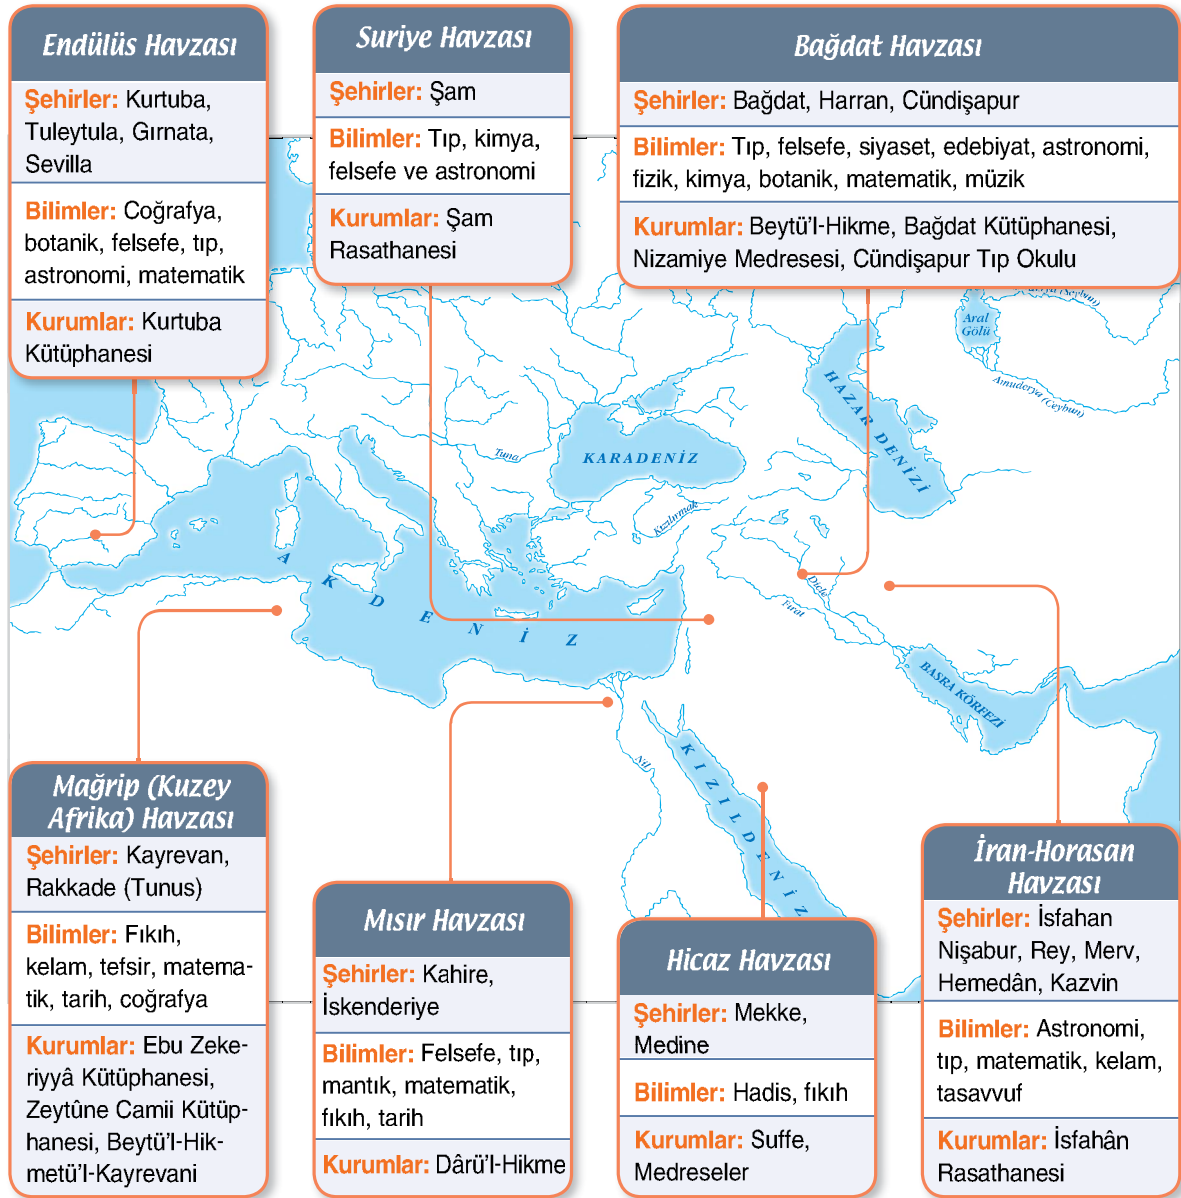 Endülüs Havzası
Şehirler: Kurtuba,
Tuleytula, Gırnata,
Sevilla
Bilimler: Coğrafya,
botanik, felsefe, tıp,
astronomi, matematik
Kurumlar: Kurtuba
Kütüphanesi
Suriye Havzası
Şehirler: Şam
Bilimler: Tıp, kimya,
felsefe ve astronomi
Kurumlar: Şam
Rasathanesi
Bağdat Havzası
Şehirler: Bağdat, Harran, Cündişapur
Bilimler: Tıp, felsefe, siyaset, edebiyat, astronomi,
fizik, kimya, botanik, matematik, müzik
Kurumlar: Beytü’l-Hikme, Bağdat Kütüphanesi,
Nizamiye Medresesi, Cündişapur Tıp Okulu
(Seyhun)
Aral
Gölü
Amuderya (Ceyhun)
HAZAR DENİZİ
KARADENİZ
Tuna
Kızılırmak
AKDENİZ
Dicle
Fırat
BASRA KÖRFEZİ
Nil
KIZILDENİZ
Mağrip (Kuzey
Afrika) Havzası
Şehirler: Kayrevan,
Rakkade (Tunus)
Bilimler: Fıkıh,
kelam, tefsir, matema-
tik, tarih, coğrafya
Kurumlar: Ebu Zeke-
riyyâ Kütüphanesi,
Zeytûne Camii Kütüp-
hanesi, Beytü’l-Hik-
metü’l-Kayrevani
Mısır Havzası
Şehirler: Kahire,
İskenderiye
Bilimler: Felsefe, tıp,
mantık, matematik,
fıkıh, tarih
Kurumlar: Dârü’l-Hikme
Hicaz Havzası
Şehirler: Mekke,
Medine
Bilimler: Hadis, fıkıh
Kurumlar: Suffe,
Medreseler
İran-Horasan
Havzası
Şehirler: İsfahan
Nişabur, Rey, Merv,
Hemedân, Kazvin
Bilimler: Astronomi,
tıp, matematik, kelam,
tasavvuf
Kurumlar: İsfahân
Rasathanesi